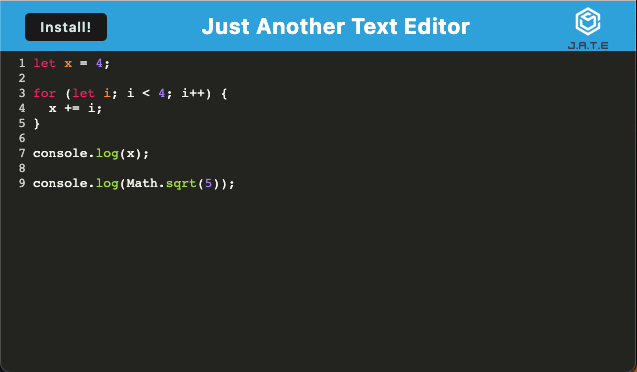 Install!
Just Another Text Editor
J.A.T.E
1 let x = 4;
2
3 for (let i; i < 4; i++) {
4   x += i;
5 }
6
7 console.log(x);
8
9 console.log(Math.sqrt(5));